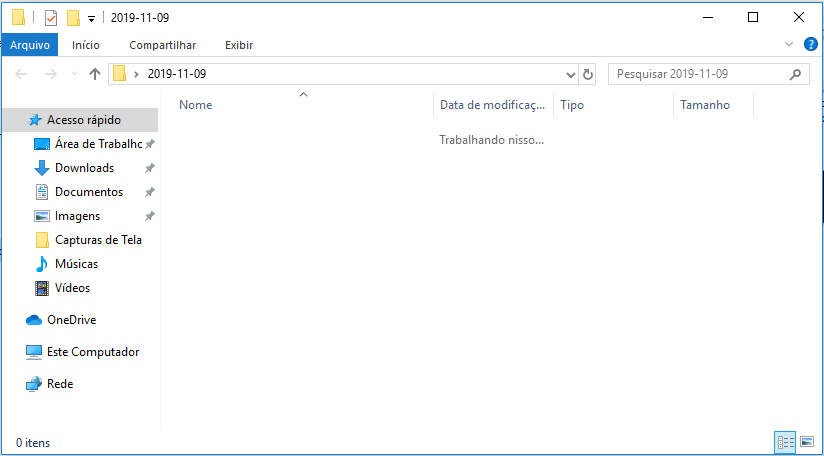 2019-11-09
Arquivo Início Compartilhar Exibir
2019-11-09 Pesquisar 2019-11-09
Nome Data de modificaç... Tipo Tamanho
Acesso rápido
Trabalhando nisso...
Área de Trabalho
Downloads
Documentos
Imagens
Capturas de Tela
Músicas
Vídeos
OneDrive
Este Computador
Rede
0 itens